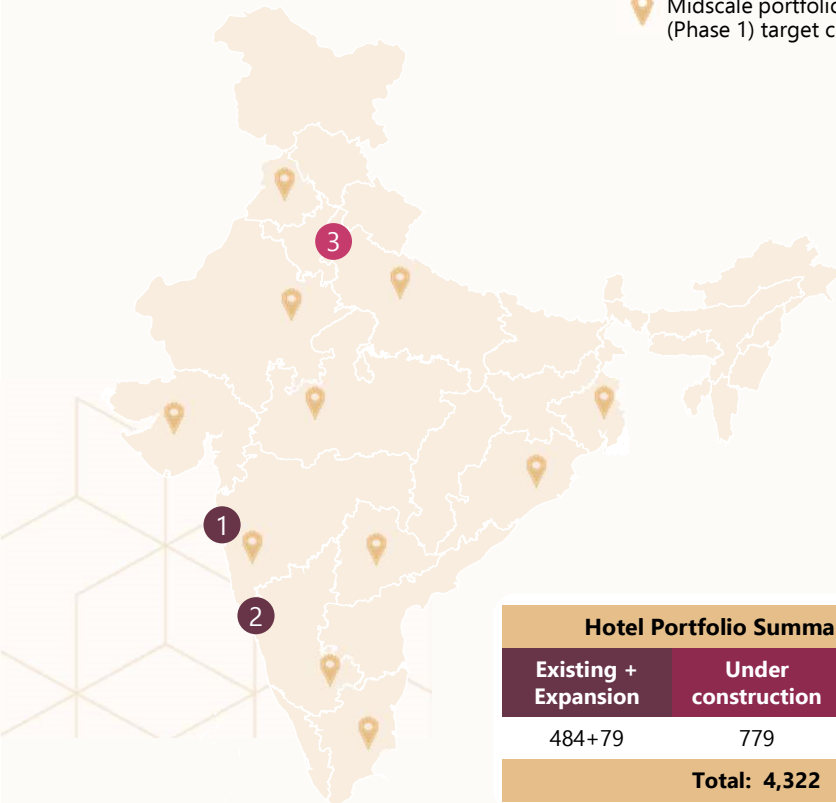 Midscale portfolio
(Phase 1) target c
3
1
2
Hotel Portfolio Summa
Existing +
Expansion
Under
construction
484+79
779
Total: 4,322